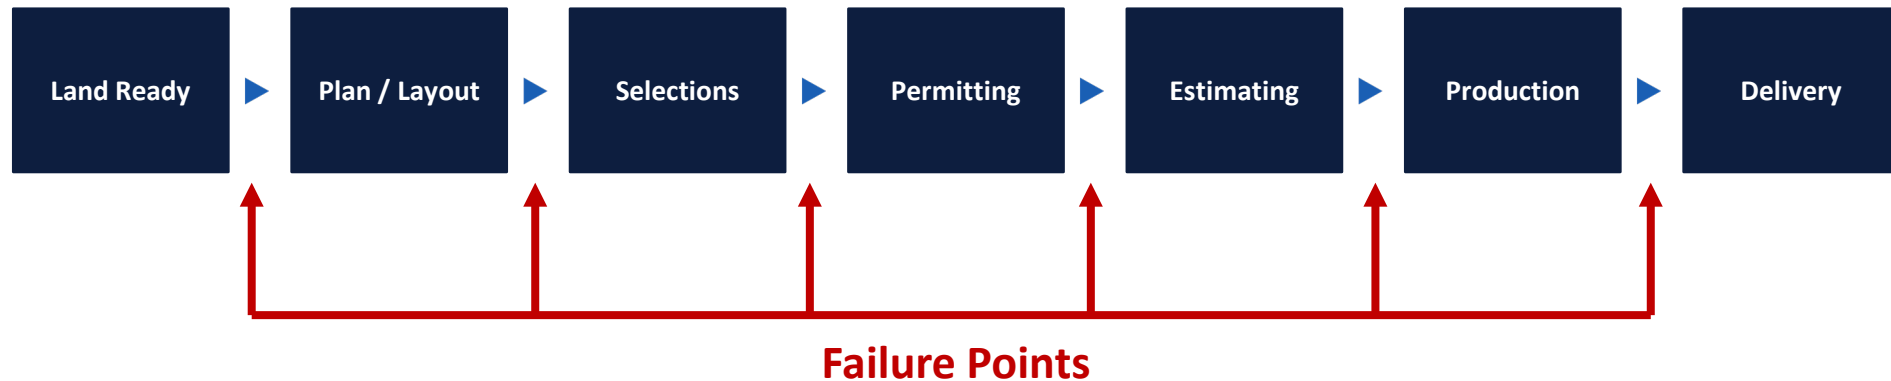 Land Ready
Plan / Layout
Selections
Permitting
Estimating
Production
Delivery
Failure Points